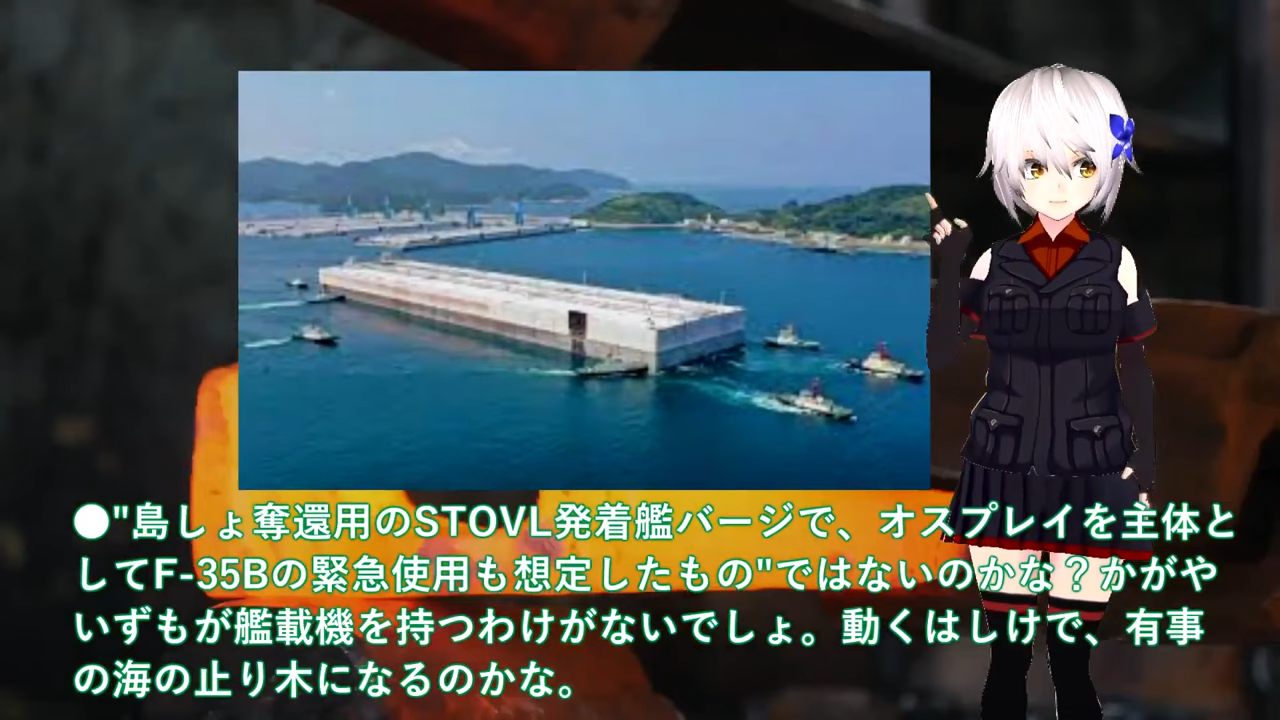 ●"島しょ奪還用のSTOVL発着艦バージで、オスプレイを主体と
してF-35Bの緊急使用も想定したもの"ではないのかな？かがや
いずもが艦載機を持つわけがないでしょ。動くはしけで、有事
の海の止り木になるのかな。